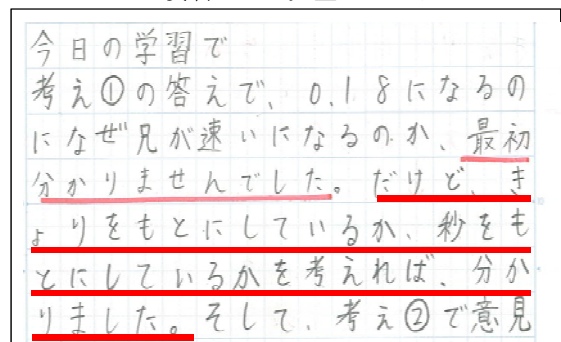 今日の学習で
考え①の答えで、0.18になるの
になぜ兄が速いになるのか、最初
分かりませんでした。だけど、き
ょりをもとにしているか、秒をも
とにしているかを考えれば、分か
りました。そして、考え②で意見